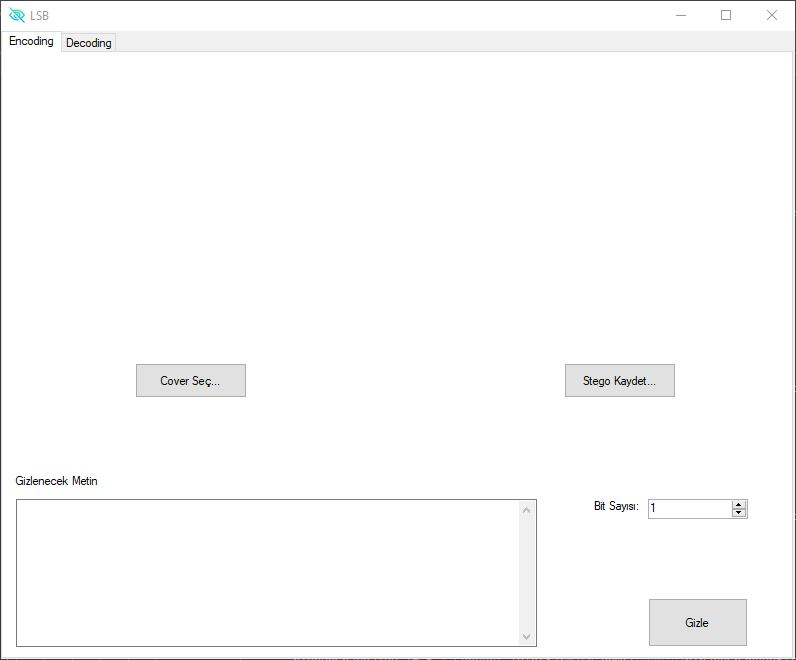 LSB
Encoding
Decoding
Cover Seç...
Stego Kaydet...
Gizlenecek Metin
Bit Sayısı:
1
Gizle